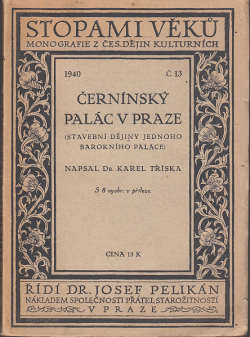 STOPAMI VĚKŮ
MONOGRAFIE Z ČES. DĚJIN KULTURNÍCH
1940 Č. 13
ČERNÍNSKÝ
PALÁC V PRAZE
(STAVEBNÍ DĚJINY JEDNOHO
BAROKNÍHO PALÁCE)
NAPSAL DR. KAREL TŘÍSKA
S 8 vyobr. v příloze
CENA 13 K
ŘÍDÍ DR. JOSEF PELIKÁN
NÁKLADEM SPOLEČNOSTI PŘÁTEL STAROŽITNOSTÍ
V PRAZE